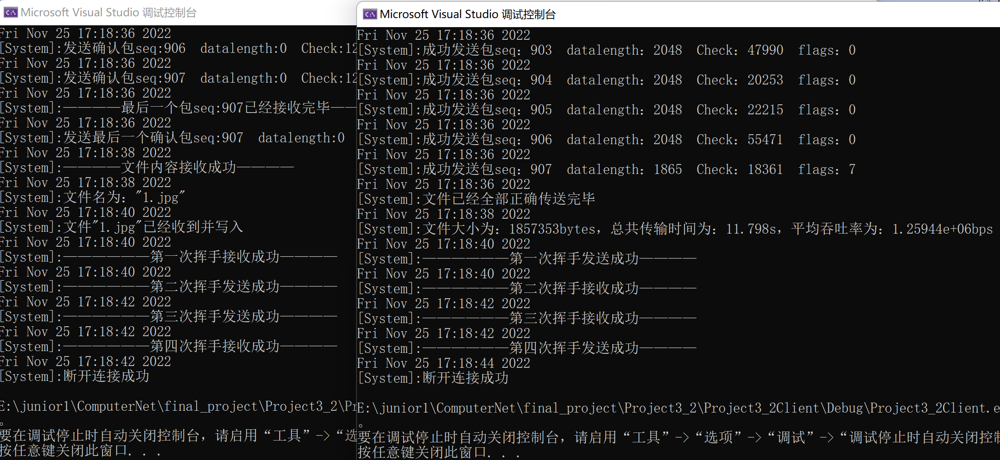 Microsoft Visual Studio 调试控制台
Fri Nov 25 17:18:36 2022
[System]:发送确认包seq:906  datalength:0  Check:12
Fri Nov 25 17:18:36 2022
[System]:发送确认包seq:907  datalength:0  Check:12
Fri Nov 25 17:18:36 2022
[System]:————最后一个包seq:907已经接收完毕——
Fri Nov 25 17:18:36 2022
[System]:发送最后一个确认包seq:907  datalength:0
Fri Nov 25 17:18:38 2022
[System]:————文件内容接收成功————
Fri Nov 25 17:18:38 2022
[System]:文件名为："1.jpg"
Fri Nov 25 17:18:40 2022
[System]:文件"1.jpg"已经收到并写入
Fri Nov 25 17:18:40 2022
[System]:——————第一次挥手接收成功————
Fri Nov 25 17:18:40 2022
[System]:——————第二次挥手发送成功————
Fri Nov 25 17:18:42 2022
[System]:——————第三次挥手发送成功————
Fri Nov 25 17:18:42 2022
[System]:——————第四次挥手接收成功————
Fri Nov 25 17:18:42 2022
[System]:断开连接成功
E:\junior1\ComputerNet\final_project\Project3_2\Pr
。
要在调试停止时自动关闭控制台，请启用“工具”->“选
按任意键关闭此窗口. . .
Microsoft Visual Studio 调试控制台
Fri Nov 25 17:18:36 2022
[System]:成功发送包seq：903  datalength：2048  Check：47990  flags：0
Fri Nov 25 17:18:36 2022
[System]:成功发送包seq：904  datalength：2048  Check：20253  flags：0
Fri Nov 25 17:18:36 2022
[System]:成功发送包seq：905  datalength：2048  Check：22215  flags：0
Fri Nov 25 17:18:36 2022
[System]:成功发送包seq：906  datalength：2048  Check：55471  flags：0
Fri Nov 25 17:18:36 2022
[System]:成功发送包seq：907  datalength：1865  Check：18361  flags：7
Fri Nov 25 17:18:36 2022
[System]:文件已经全部正确传送完毕
Fri Nov 25 17:18:38 2022
[System]:文件大小为：1857353bytes，总共传输时间为：11.798s，平均吞吐率为：1.25944e+06bps
Fri Nov 25 17:18:40 2022
[System]:——————第一次挥手发送成功————
Fri Nov 25 17:18:40 2022
[System]:——————第二次挥手接收成功————
Fri Nov 25 17:18:42 2022
[System]:——————第三次挥手接收成功————
Fri Nov 25 17:18:42 2022
[System]:——————第四次挥手发送成功————
Fri Nov 25 17:18:44 2022
[System]:断开连接成功
E:\junior1\ComputerNet\final_project\Project3_2\Project3_2Client\Debug\Project3_2Client.e
。
要在调试停止时自动关闭控制台，请启用“工具”->“选项”->“调试”->“调试停止时自动关闭控制
按任意键关闭此窗口. . .